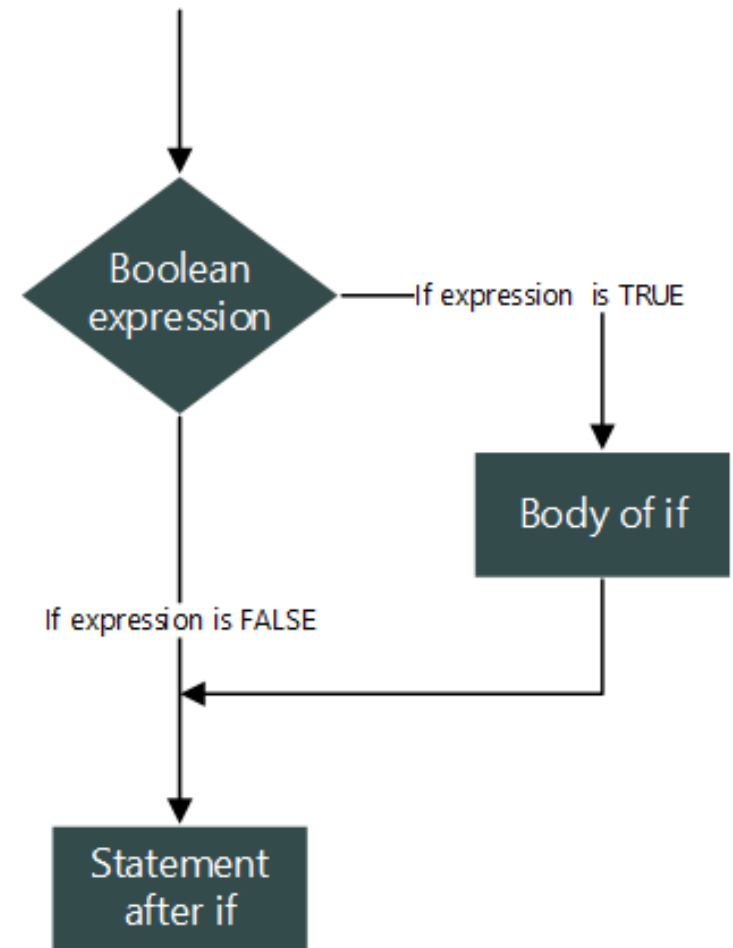 Boolean
expression
If expression is TRUE
Body of if
If expression is FALSE
Statement
after if